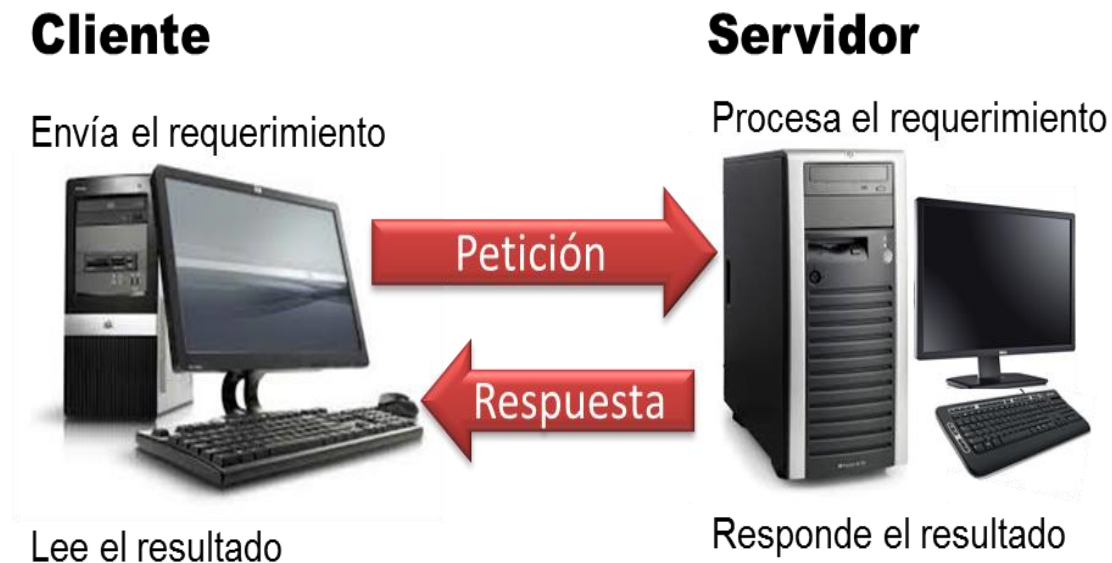 Cliente
Servidor
Envía el requerimiento
Procesa el requerimiento
Petición
Respuesta
Lee el resultado
Responde el resultado